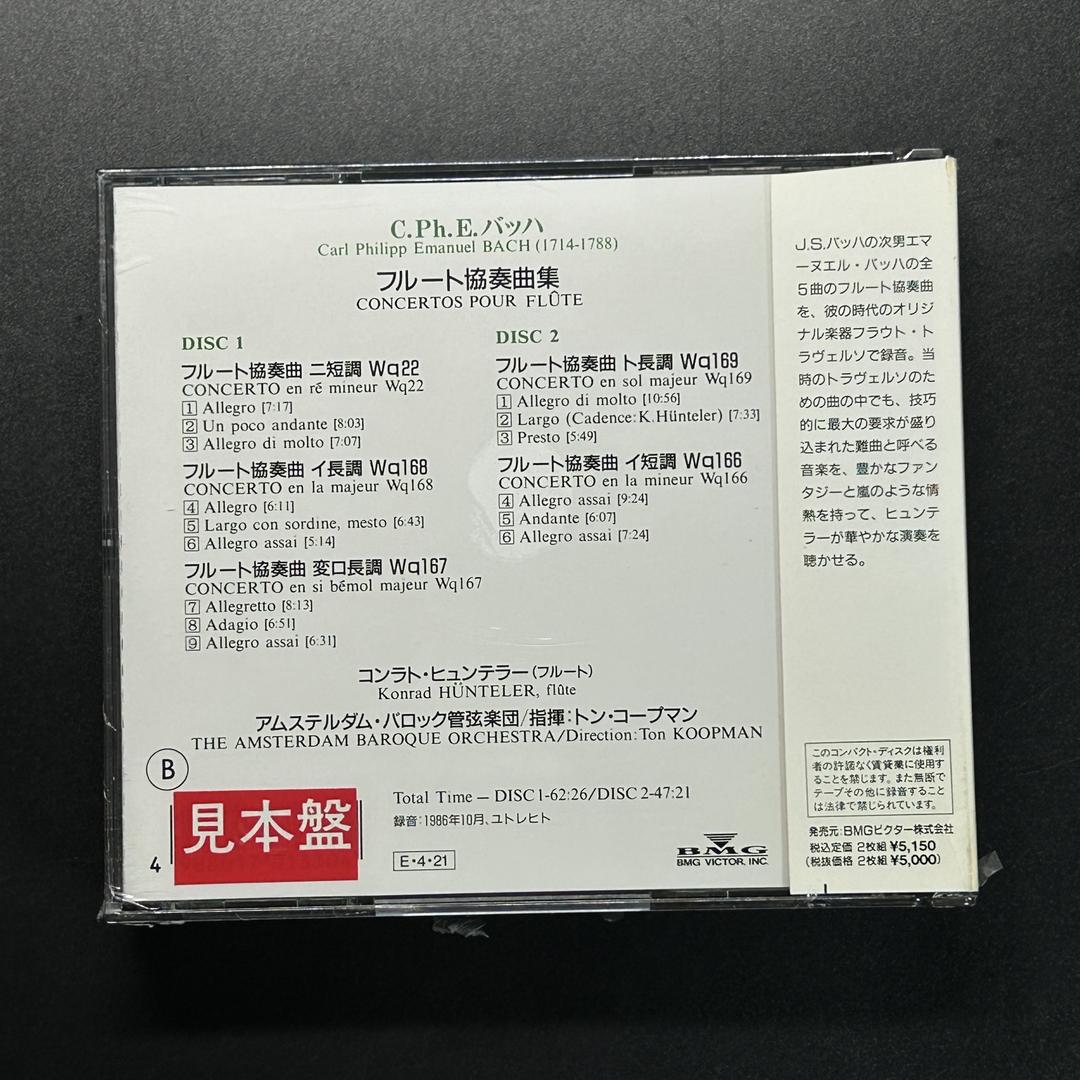 C.Ph.E.バッハ
Carl Philipp Emanuel BACH (1714-1788)
フルート協奏曲集
CONCERTOS POUR FLÛTE
DISC 1
フルート協奏曲 ニ短調 Wq22
CONCERTO en ré mineur Wq22
1 Allegro [7:17]
2 Un poco andante [8:03]
3 Allegro di molto [7:07]
フルート協奏曲 イ長調 Wq168
CONCERTO en la majeur Wq168
4 Allegro [6:11]
5 Largo con sordine, mesto [6:43]
6 Allegro assai [5:14]
フルート協奏曲 変ロ長調 Wq167
CONCERTO en si bémol majeur Wq167
7 Allegretto [8:13]
8 Adagio [6:51]
9 Allegro assai [6:31]
DISC 2
フルート協奏曲 ト長調 Wq169
CONCERTO en sol majeur Wq169
1 Allegro di molto [10:56]
2 Largo (Cadence:K.Hünteler) [7:33]
3 Presto [5:49]
フルート協奏曲 イ短調 Wq166
CONCERTO en la mineur Wq166
4 Allegro assai [9:24]
5 Andante [6:07]
6 Allegro assai [7:24]
コンラト・ヒュンテラー(フルート)
Konrad HÜNTELER, flûte
アムステルダム・バロック管弦楽団/指揮:トン・コープマン
THE AMSTERDAM BAROQUE ORCHESTRA/Direction:Ton KOOPMAN
B
見本盤
4
Total Time — DISC 1-62:26/DISC 2-47:21
録音:1986年10月、ユトレヒト
E・4・21
BMG
BMG VICTOR, INC.
J.S.バッハの次男エマ
ーヌエル・バッハの全
5曲のフルート協奏曲
を、彼の時代のオリジ
ナル楽器フラウト・ト
ラヴェルソで録音。当
時のトラヴェルソのた
めの曲の中でも、技巧
的に最大の要求が盛り
込まれた難曲と呼べる
音楽を、豊かなファン
タジーと嵐のような情
熱を持って、ヒュンテ
ラーが華やかな演奏を
聴かせる。
このコンパクト・ディスクは権利
者の許諾なく賃貸業に使用す
ることを禁じます。また無断で
テープその他に録音すること
は法律で禁じられています。
発売元:BMGビクター株式会社
税込定価 2枚組 ¥5,150
(税抜価格 2枚組 ¥5,000)